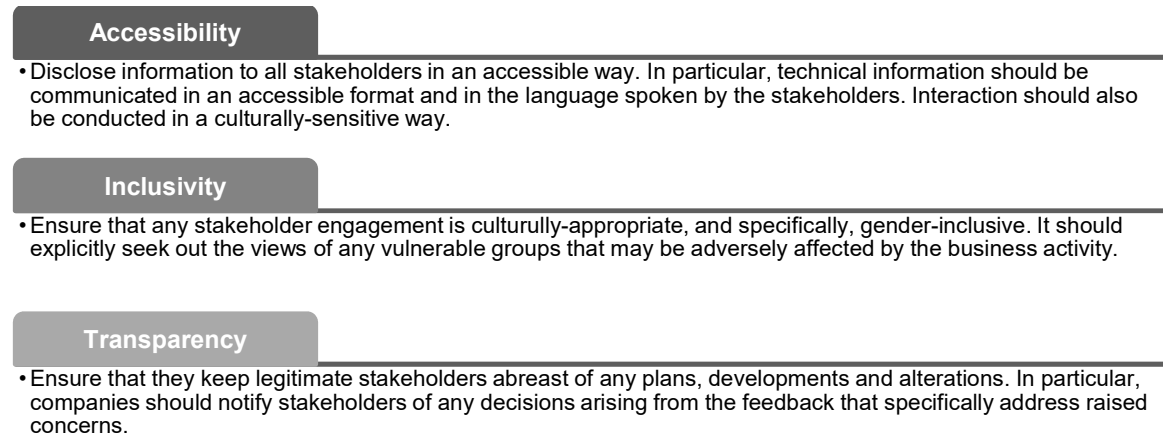 Accessibility
•Disclose information to all stakeholders in an accessible way. In particular, technical information should be
communicated in an accessible format and in the language spoken by the stakeholders. Interaction should also
be conducted in a culturally-sensitive way.
Inclusivity
•Ensure that any stakeholder engagement is culturully-appropriate, and specifically, gender-inclusive. It should
explicitly seek out the views of any vulnerable groups that may be adversely affected by the business activity.
Transparency
•Ensure that they keep legitimate stakeholders abreast of any plans, developments and alterations. In particular,
companies should notify stakeholders of any decisions arising from the feedback that specifically address raised
concerns.